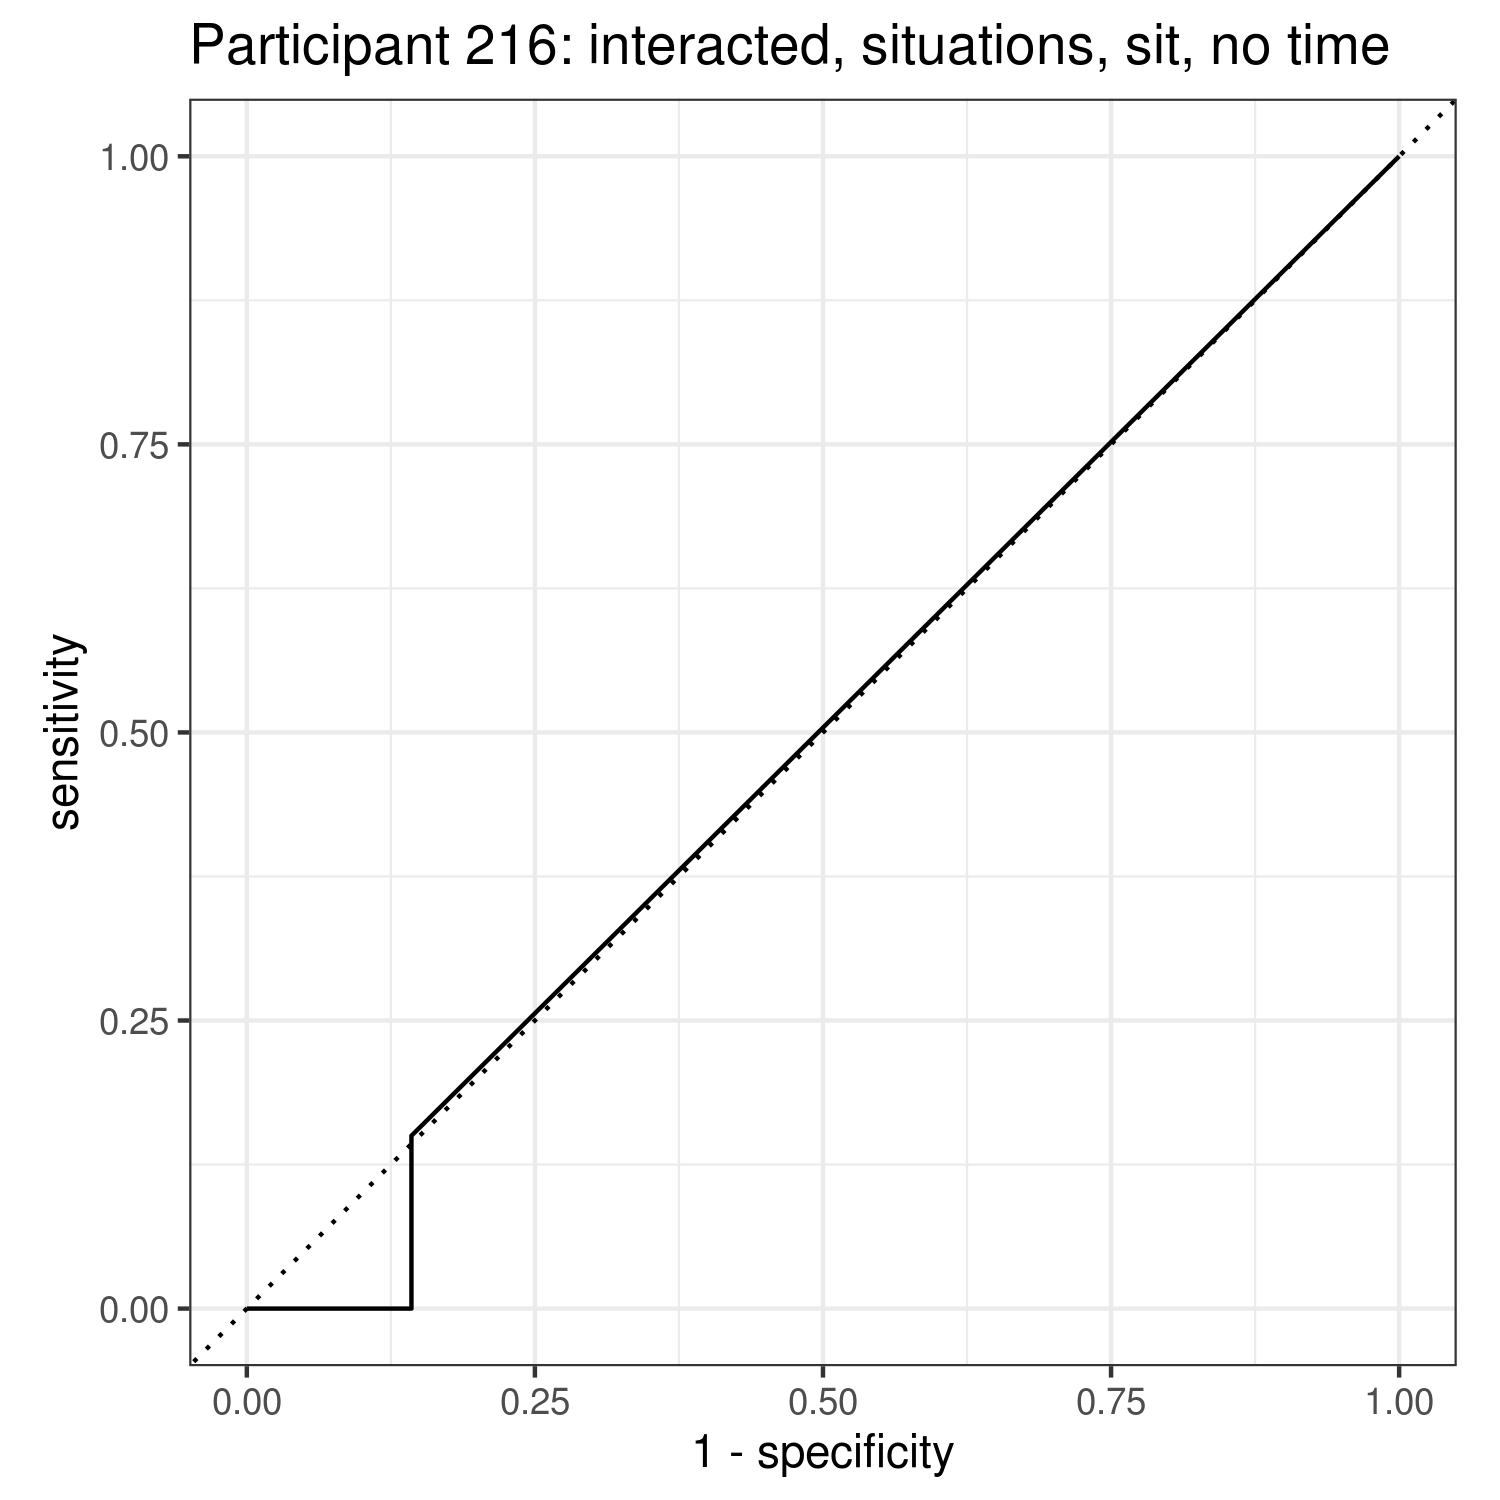 Participant 216: interacted, situations, sit, no time
1.00
0.75
0.50
0.25
0.00
sensitivity
0.00 0.25 0.50 0.75 1.00
1 - specificity